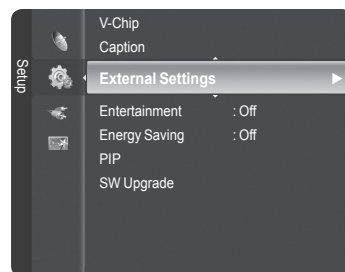 Setup
V-Chip
Caption
External Settings
Entertainment : Off
Energy Saving : Off
PIP
SW Upgrade